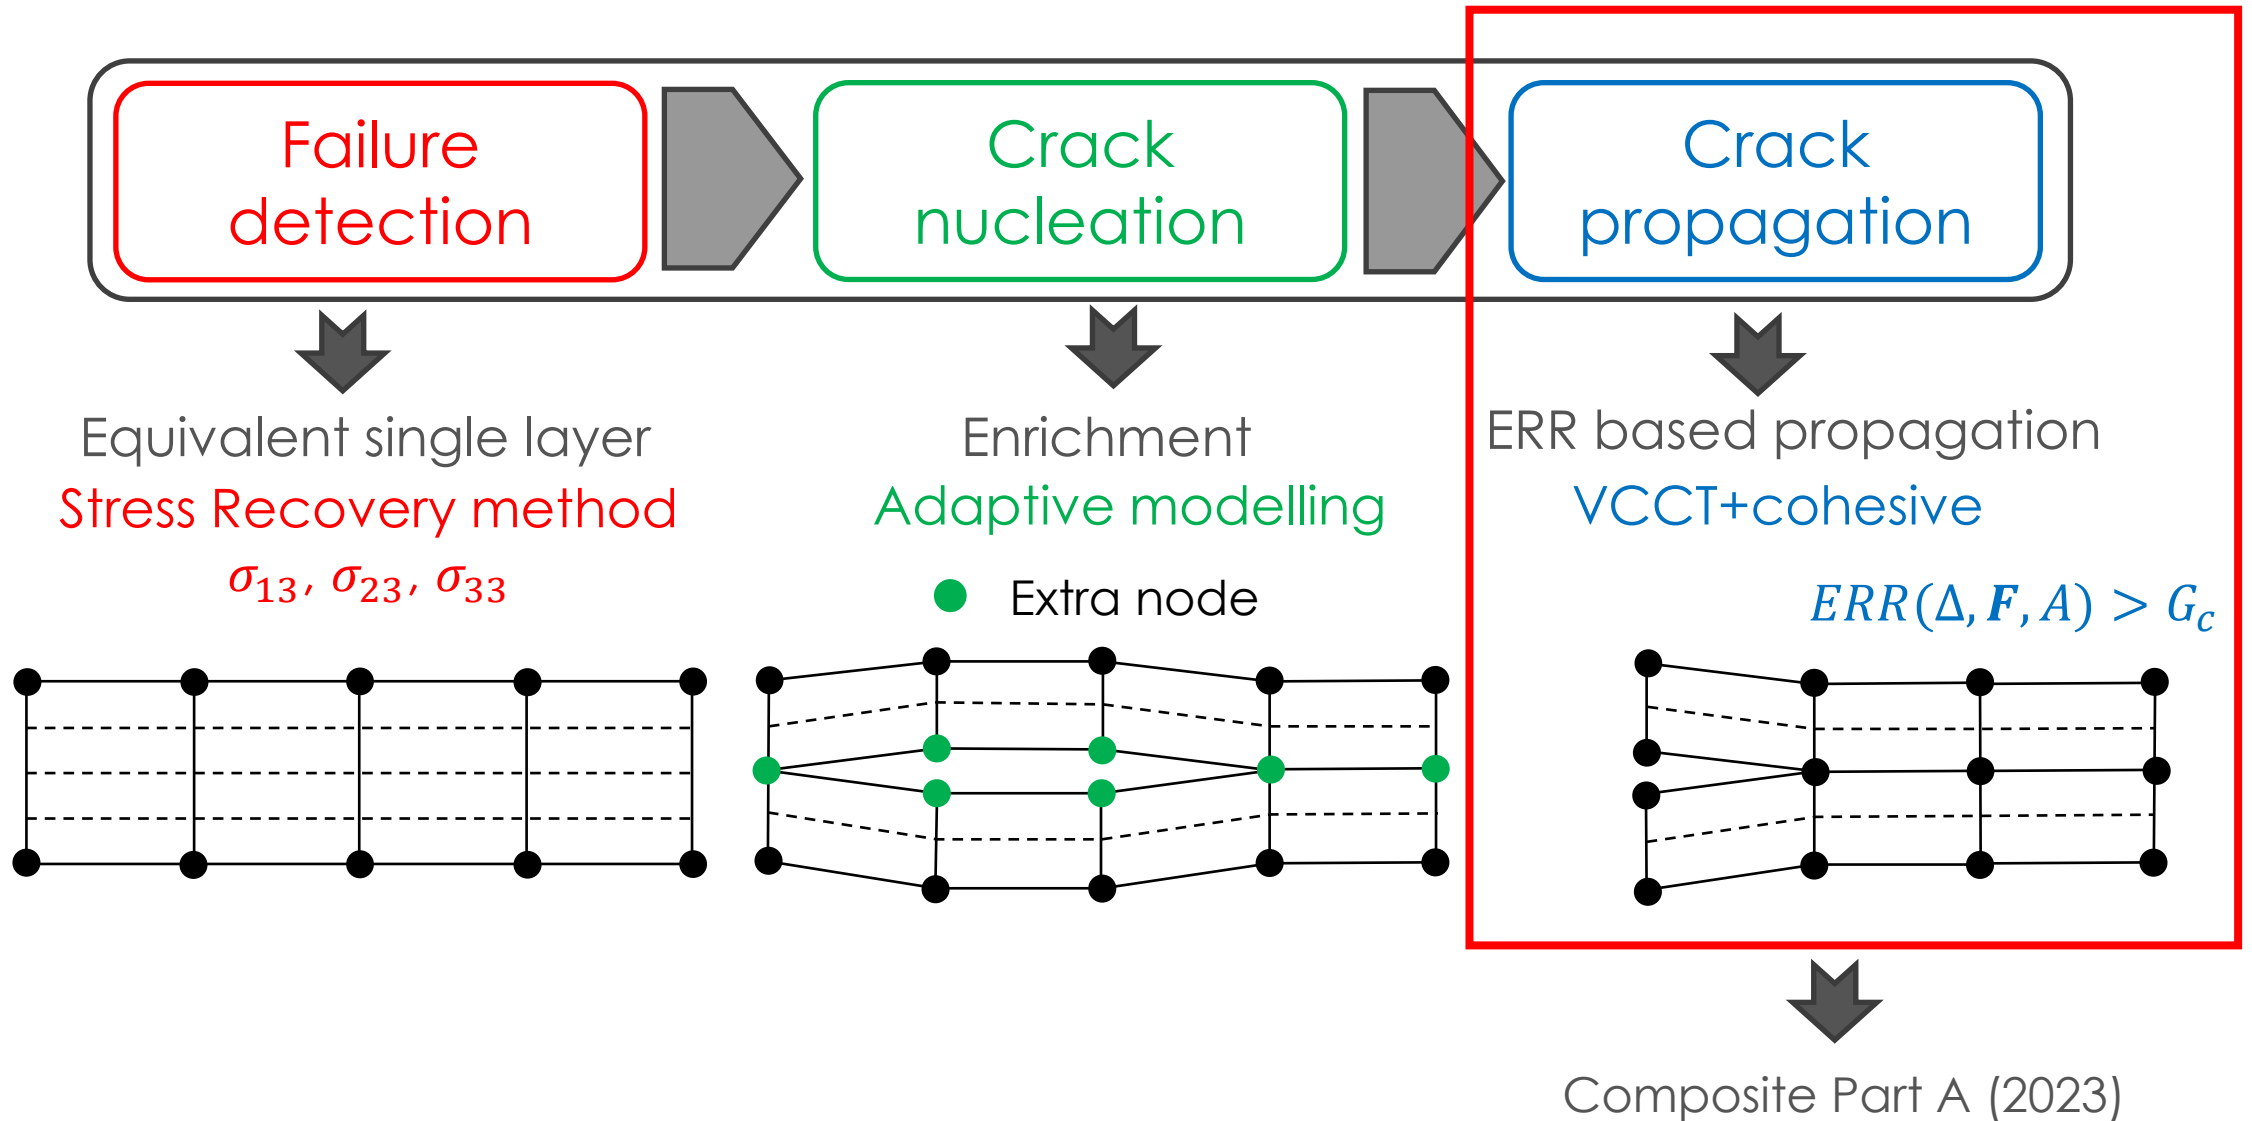 Failure
detection
Crack
nucleation
Crack
propagation
Equivalent single layer
Stress Recovery method
σ₁₃, σ₂₃, σ₃₃
Enrichment
Adaptive modelling
Extra node
ERR based propagation
VCCT+cohesive
ERR(Δ, F, A) > G_c
Composite Part A (2023)